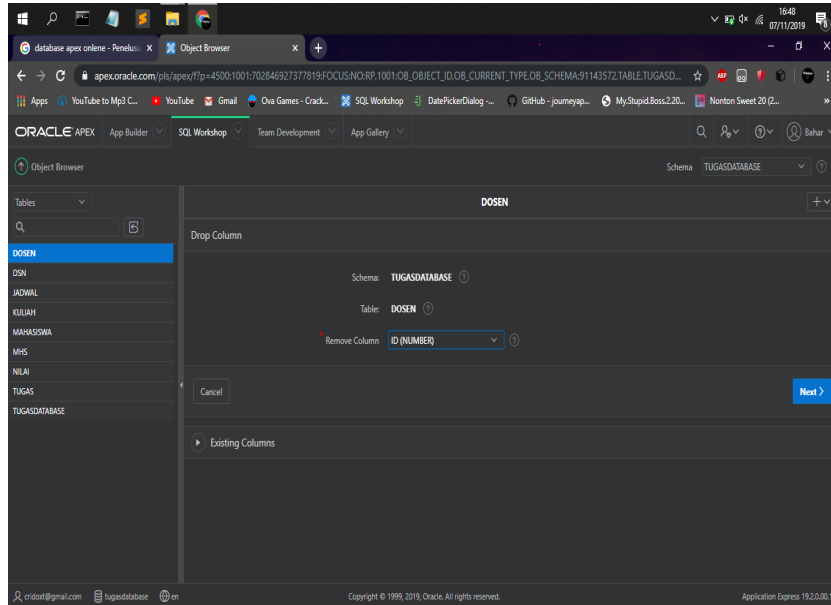 16:48
07/11/2019
8
database apex onlene - Penelusu
Object Browser
apex.oracle.com/pls/apex/f?p=4500:1001:702846927377819:FOCUS:NO:RP,1001:OB_OBJECT_ID,OB_CURRENT_TYPE,OB_SCHEMA:91143572,TABLE,TUGASD...
ABP
Apps YouTube to Mp3 C... YouTube Gmail Ova Games - Crack... SQL Workshop DatePickerDialog -... GitHub - journeyap... My.Stupid.Boss.2.20... Nonton Sweet 20 (2... »
ORACLE APEX App Builder SQL Workshop Team Development App Gallery Bahar
Object Browser Schema TUGASDATABASE
Tables
DOSEN
Drop Column
DOSEN
DSN
JADWAL
KULIAH
MAHASISWA
MHS
NILAI
TUGAS
TUGASDATABASE
Schema: TUGASDATABASE
Table: DOSEN
* Remove Column ID (NUMBER)
Cancel Next
Existing Columns
cridoxt@gmail.com tugasdatabase en Copyright © 1999, 2019, Oracle. All rights reserved. Application Express 19.2.0.00.